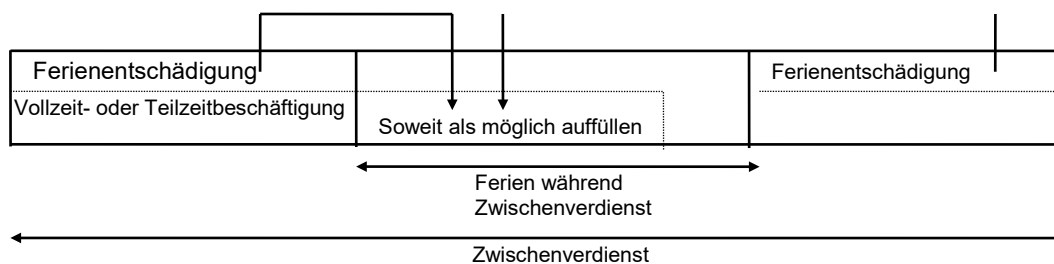 Ferienentschädigung
Ferienentschädigung
Vollzeit- oder Teilzeitbeschäftigung
Soweit als möglich auffüllen
Ferien während
Zwischenverdienst
Zwischenverdienst